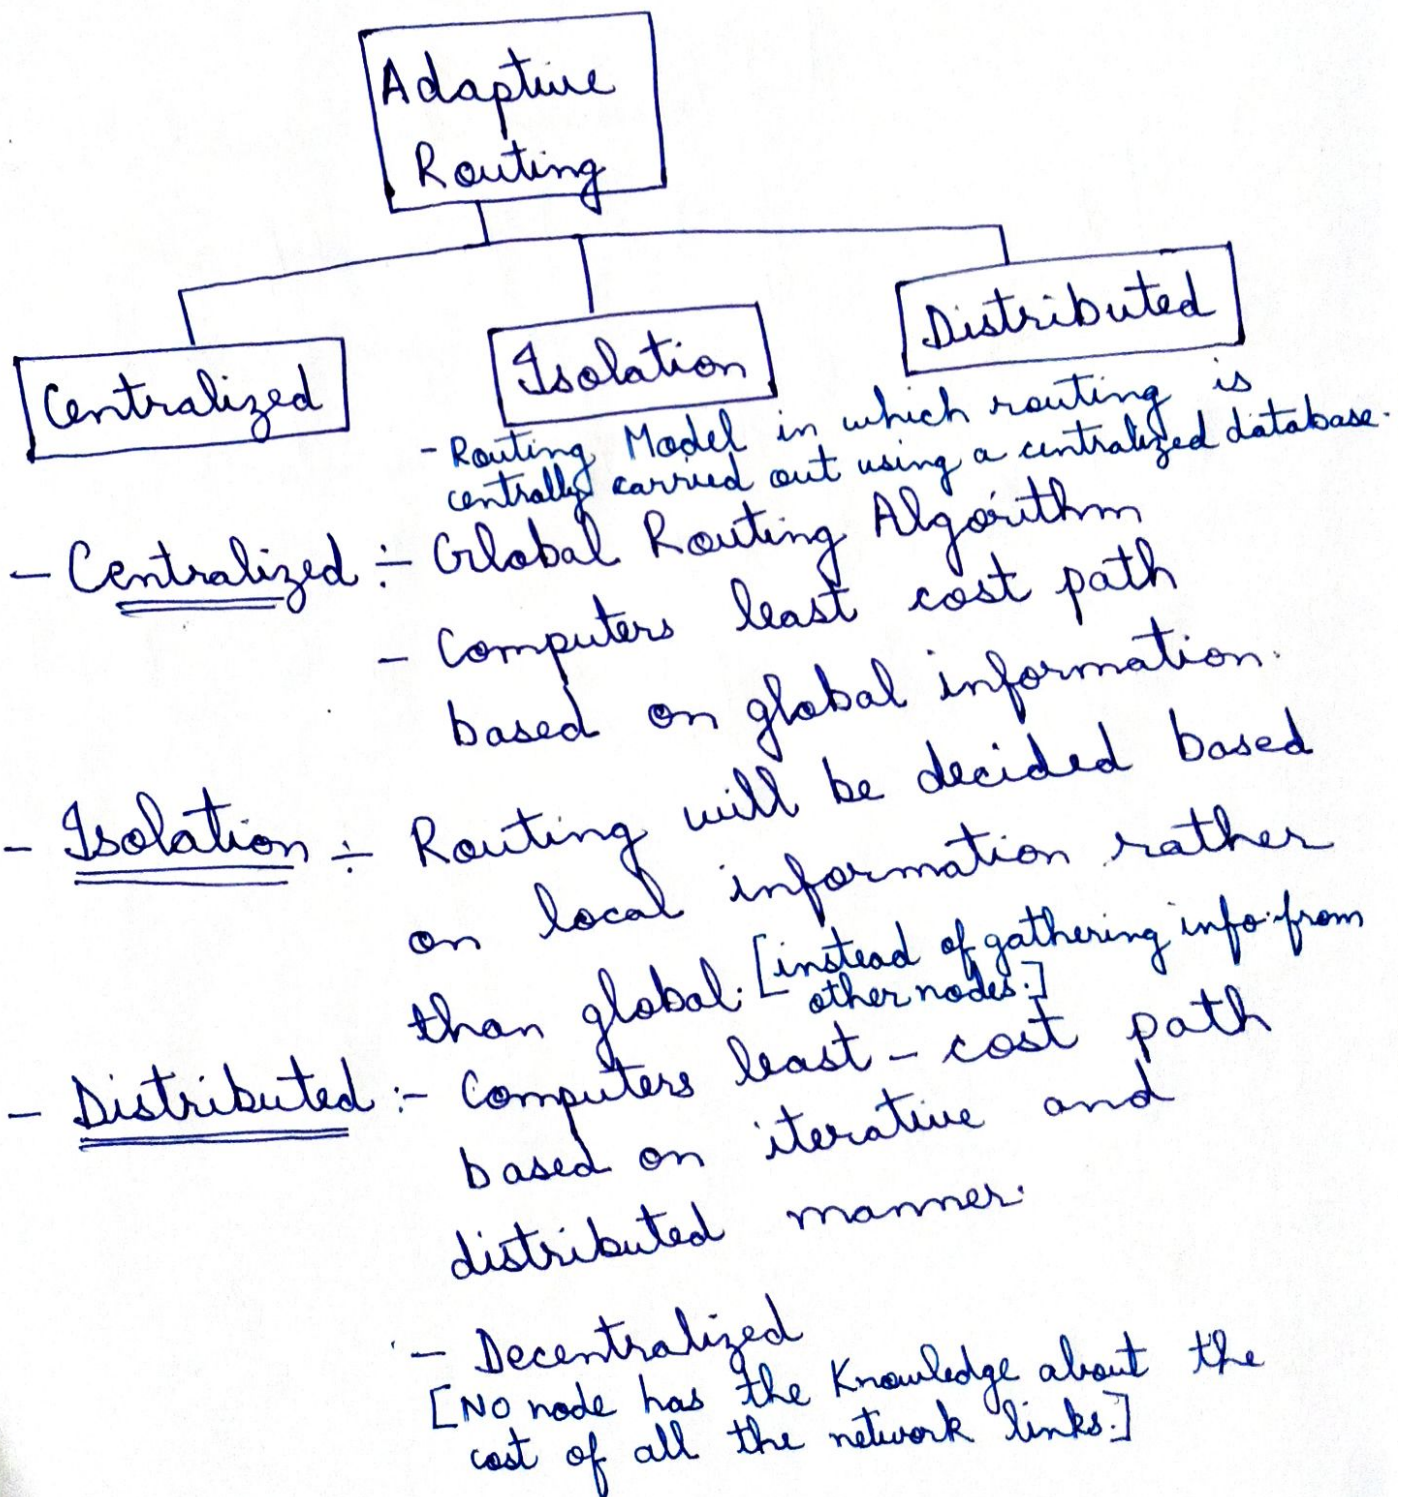 Adaptive
Routing
Centralized
Isolation
Distributed
- Routing Model in which routing is
centrally carried out using a centralized database.
- Centralized :- Global Routing Algorithm
- Computers least cost path
based on global information.
- Isolation :- Routing will be decided based
on local information rather
than global. [instead of gathering info. from
other nodes.]
- Distributed :- Computers least - cost path
based on iterative and
distributed manner.
- Decentralized
[NO node has the Knowledge about the
cost of all the network links.]